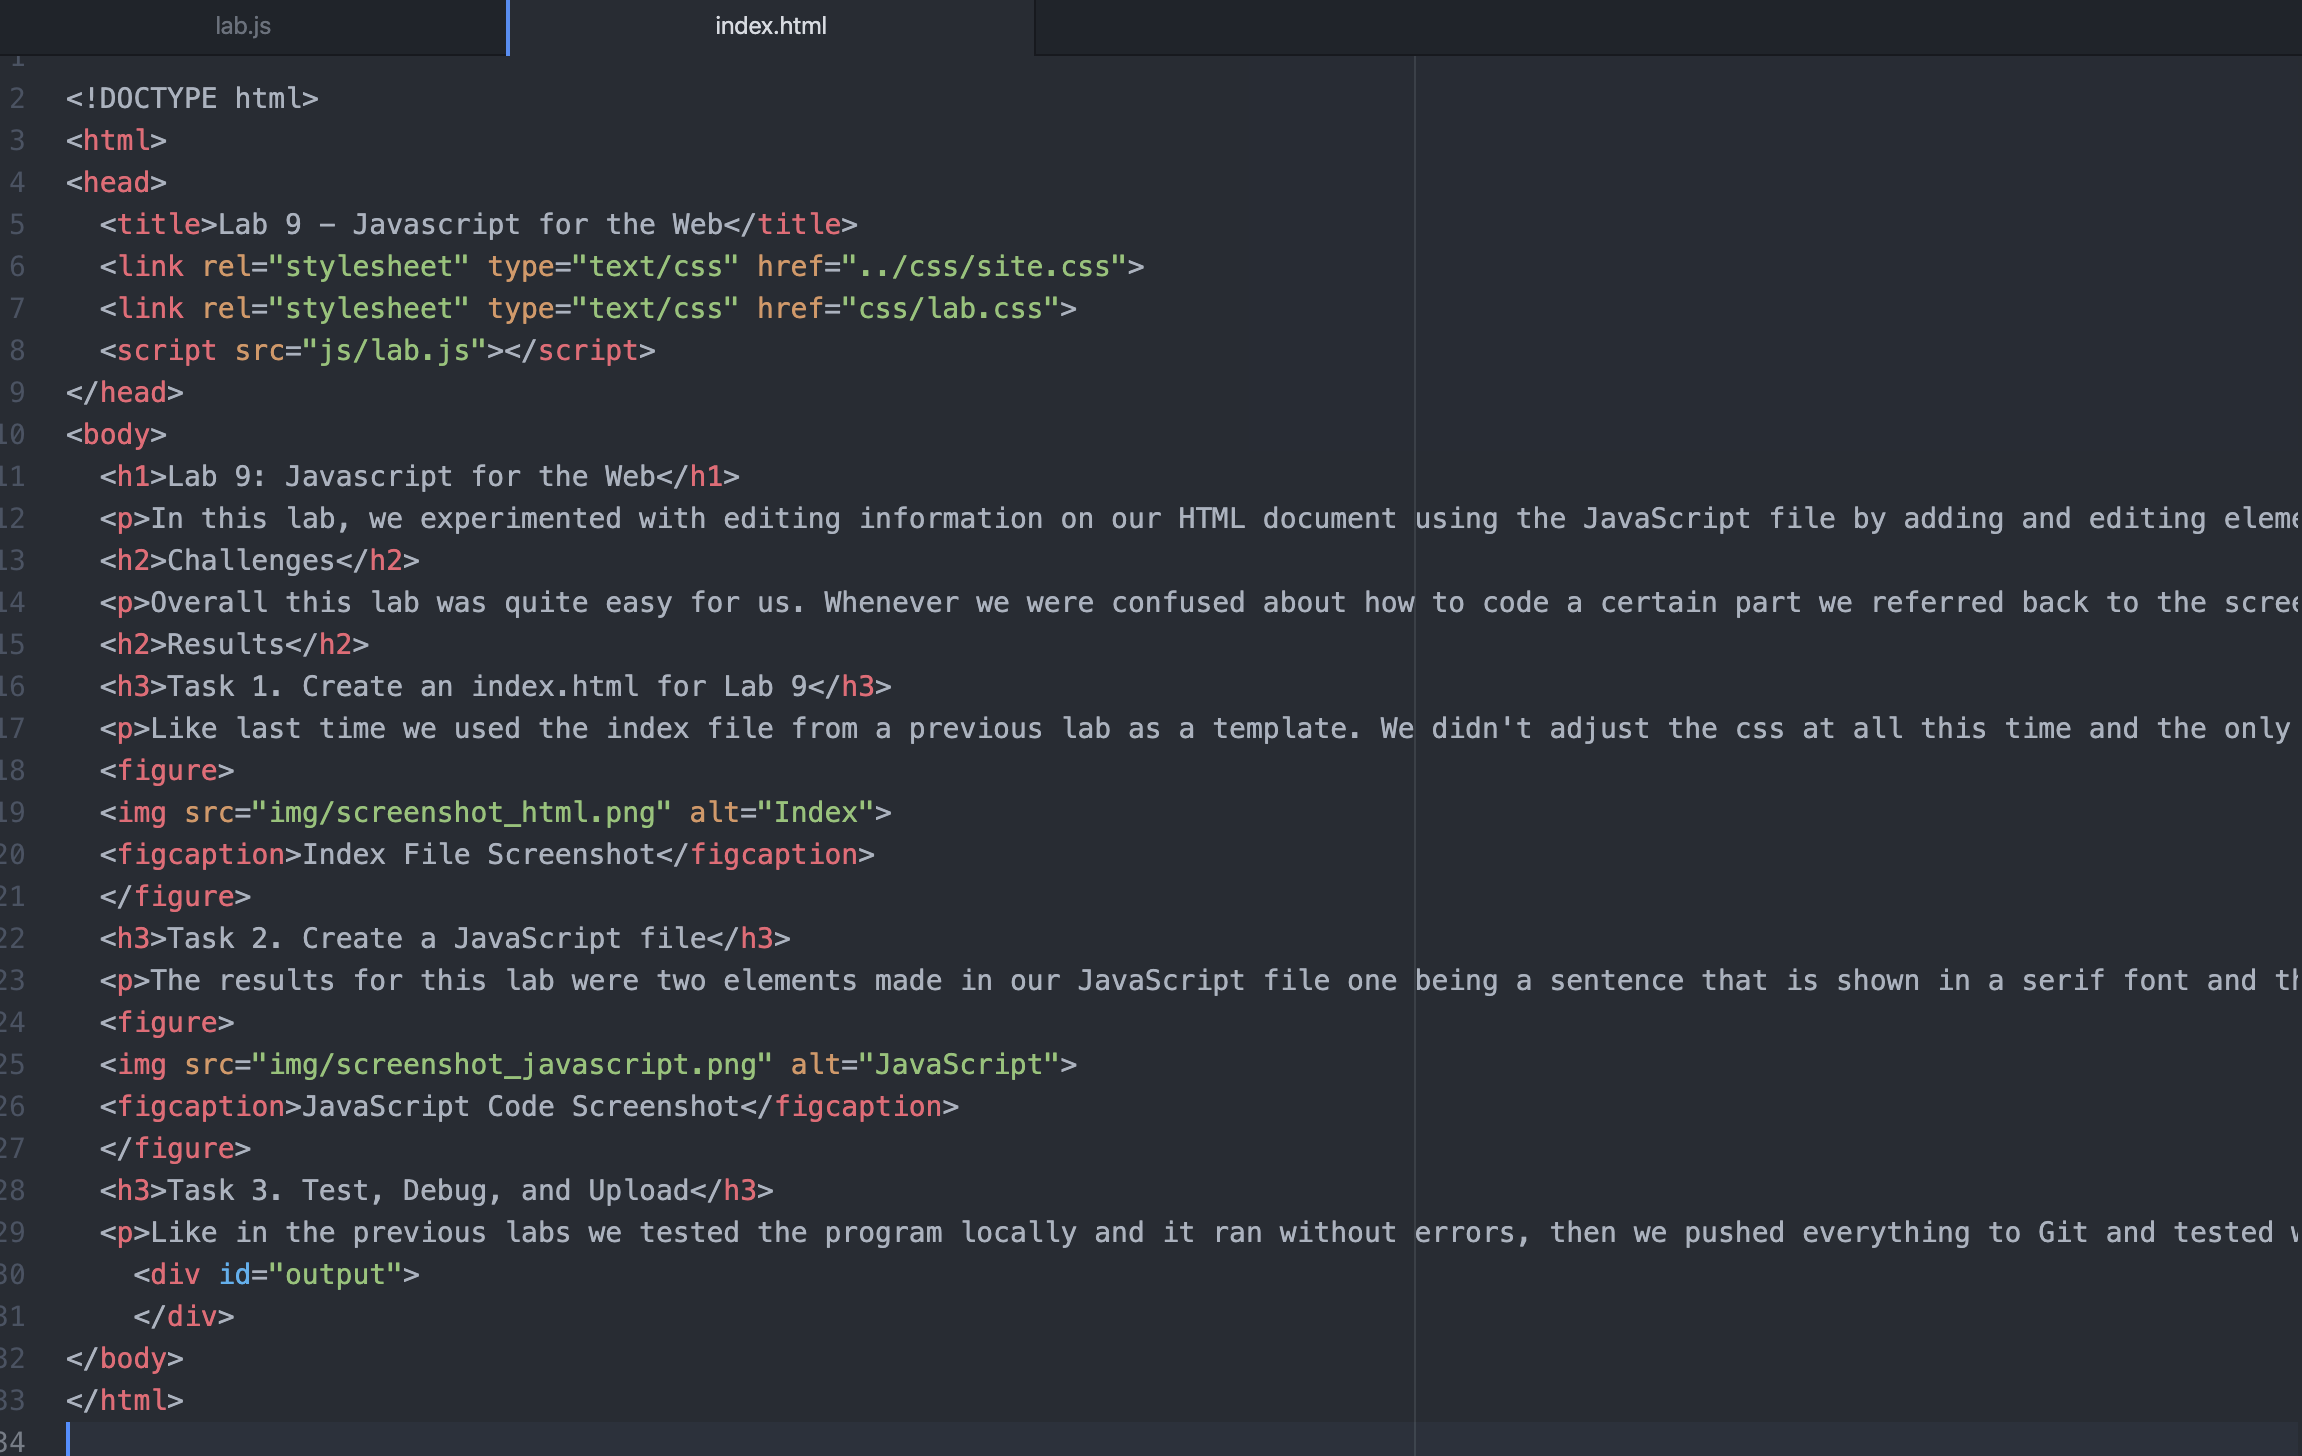 lab.js
index.html
1
2 <!DOCTYPE html>
3 <html>
4 <head>
5 <title>Lab 9 – Javascript for the Web</title>
6 <link rel="stylesheet" type="text/css" href="../css/site.css">
7 <link rel="stylesheet" type="text/css" href="css/lab.css">
8 <script src="js/lab.js"></script>
9 </head>
10 <body>
11 <h1>Lab 9: Javascript for the Web</h1>
12 <p>In this lab, we experimented with editing information on our HTML document using the JavaScript file by adding and editing
13 <h2>Challenges</h2>
14 <p>Overall this lab was quite easy for us. Whenever we were confused about how to code a certain part we referred back to the
15 <h2>Results</h2>
16 <h3>Task 1. Create an index.html for Lab 9</h3>
17 <p>Like last time we used the index file from a previous lab as a template. We didn't adjust the css at all this time and the only
18 <figure>
19 <img src="img/screenshot_html.png" alt="Index">
20 <figcaption>Index File Screenshot</figcaption>
21 </figure>
22 <h3>Task 2. Create a JavaScript file</h3>
23 <p>The results for this lab were two elements made in our JavaScript file one being a sentence that is shown in a serif font and
24 <figure>
25 <img src="img/screenshot_javascript.png" alt="JavaScript">
26 <figcaption>JavaScript Code Screenshot</figcaption>
27 </figure>
28 <h3>Task 3. Test, Debug, and Upload</h3>
29 <p>Like in the previous labs we tested the program locally and it ran without errors, then we pushed everything to Git and tested
30 <div id="output">
31 </div>
32 </body>
33 </html>
34